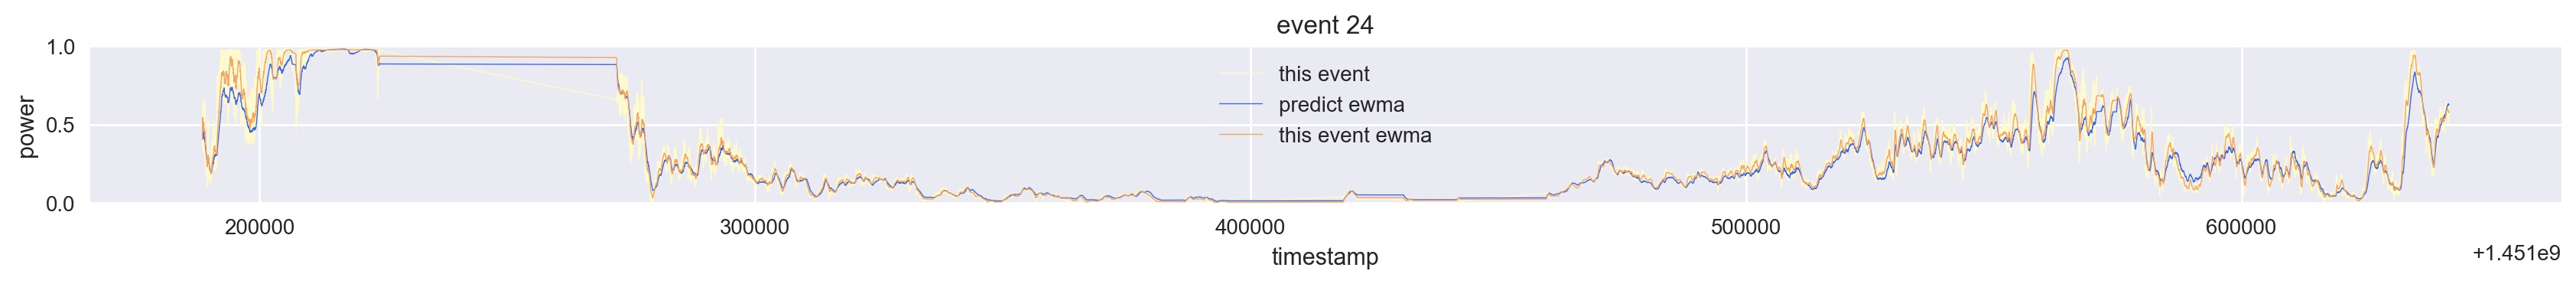 event 24
1.0
0.5
0.0
power
this event
predict ewma
this event ewma
200000 300000 400000 500000 600000
timestamp
+1.451e9